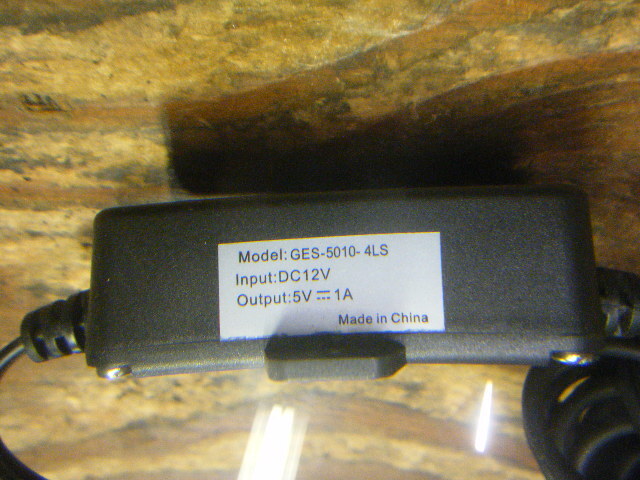 Model:GES-5010-4LS
Input:DC12V
Output:5V ⎓ 1A
Made in China